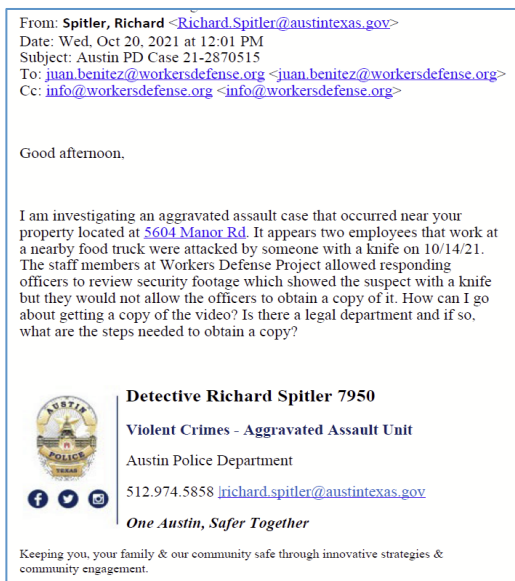 From: Spitler, Richard <Richard.Spitler@austintexas.gov>
Date: Wed, Oct 20, 2021 at 12:01 PM
Subject: Austin PD Case 21-2870515
To: juan.benitez@workersdefense.org <juan.benitez@workersdefense.org>
Cc: info@workersdefense.org <info@workersdefense.org>
Good afternoon,
I am investigating an aggravated assault case that occurred near your
property located at 5604 Manor Rd. It appears two employees that work at
a nearby food truck were attacked by someone with a knife on 10/14/21.
The staff members at Workers Defense Project allowed responding
officers to review security footage which showed the suspect with a knife
but they would not allow the officers to obtain a copy of it. How can I go
about getting a copy of the video? Is there a legal department and if so,
what are the steps needed to obtain a copy?
AUSTIN
POLICE
TEXAS
Detective Richard Spitler 7950
Violent Crimes - Aggravated Assault Unit
Austin Police Department
512.974.5858 |richard.spitler@austintexas.gov
One Austin, Safer Together
Keeping you, your family & our community safe through innovative strategies &
community engagement.